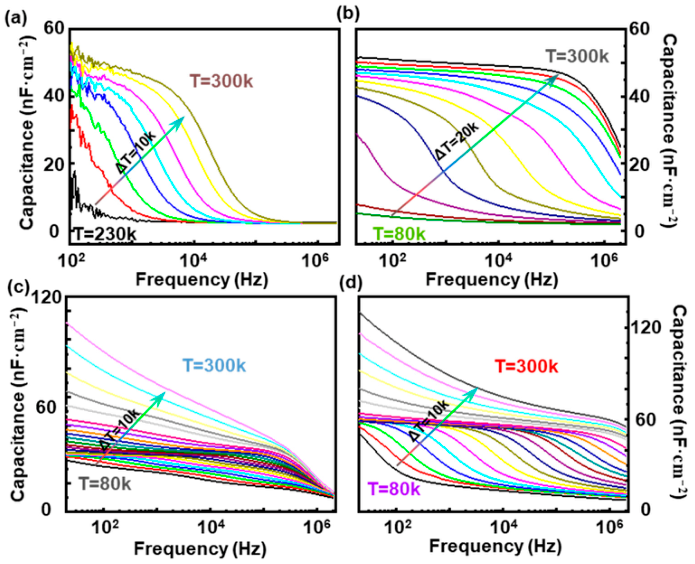 (a)
60
40
20
0
Capacitance (nF·cm⁻²)
T=300k
ΔT=10k
T=230k
10² 10⁴ 10⁶
Frequency (Hz)
(b)
T=300k
ΔT=20k
T=80k
60
40
20
0
Capacitance (nF·cm⁻²)
10² 10⁴ 10⁶
Frequency (Hz)
(c)
120
60
0
Capacitance (nF·cm⁻²)
T=300k
ΔT=10k
T=80k
10² 10⁴ 10⁶
Frequency (Hz)
(d)
T=300k
ΔT=10k
T=80k
120
60
0
Capacitance (nF·cm⁻²)
10² 10⁴ 10⁶
Frequency (Hz)